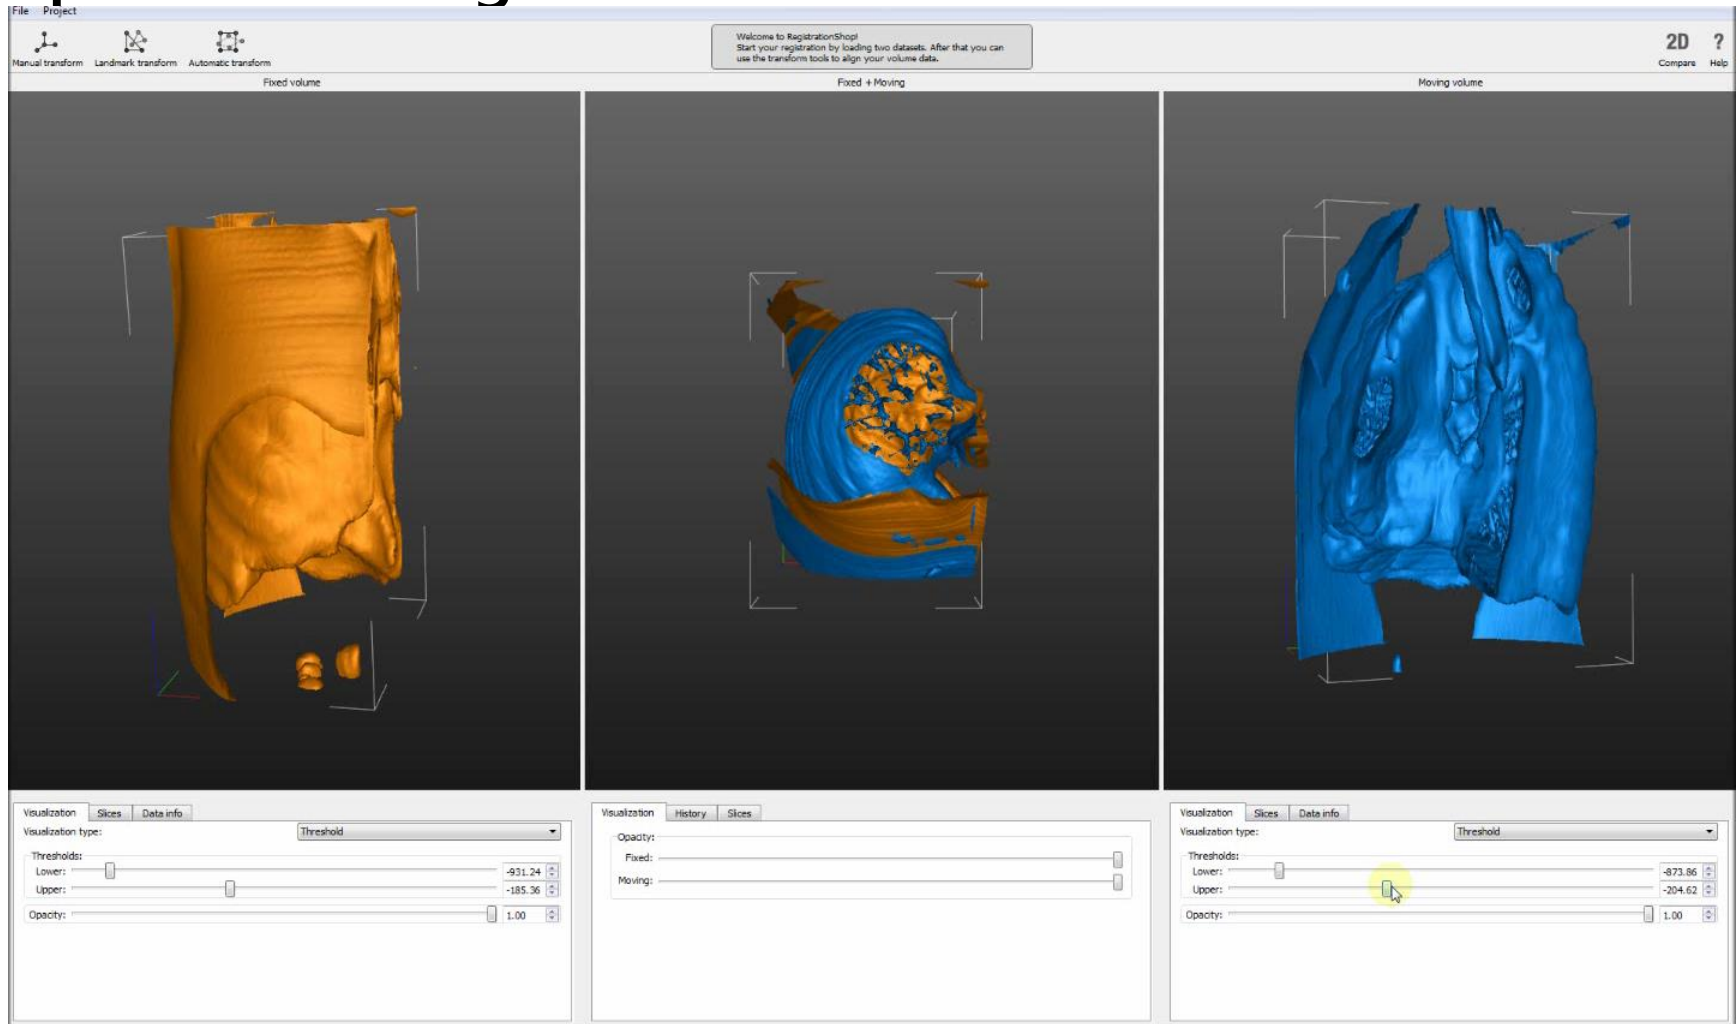 File Project
Manual transform Landmark transform Automatic transform
Welcome to RegistrationShop!
Start your registration by loading two datasets. After that you can
use the transform tools to align your volume data.
2D ?
Compare Help
Fixed volume
Fixed + Moving
Moving volume
Visualization Slices Data info
Visualization type: Threshold
Thresholds:
Lower: -931.24
Upper: -185.36
Opacity: 1.00
Visualization History Slices
Opacity:
Fixed:
Moving:
Visualization Slices Data info
Visualization type: Threshold
Thresholds:
Lower: -873.86
Upper: -204.62
Opacity: 1.00